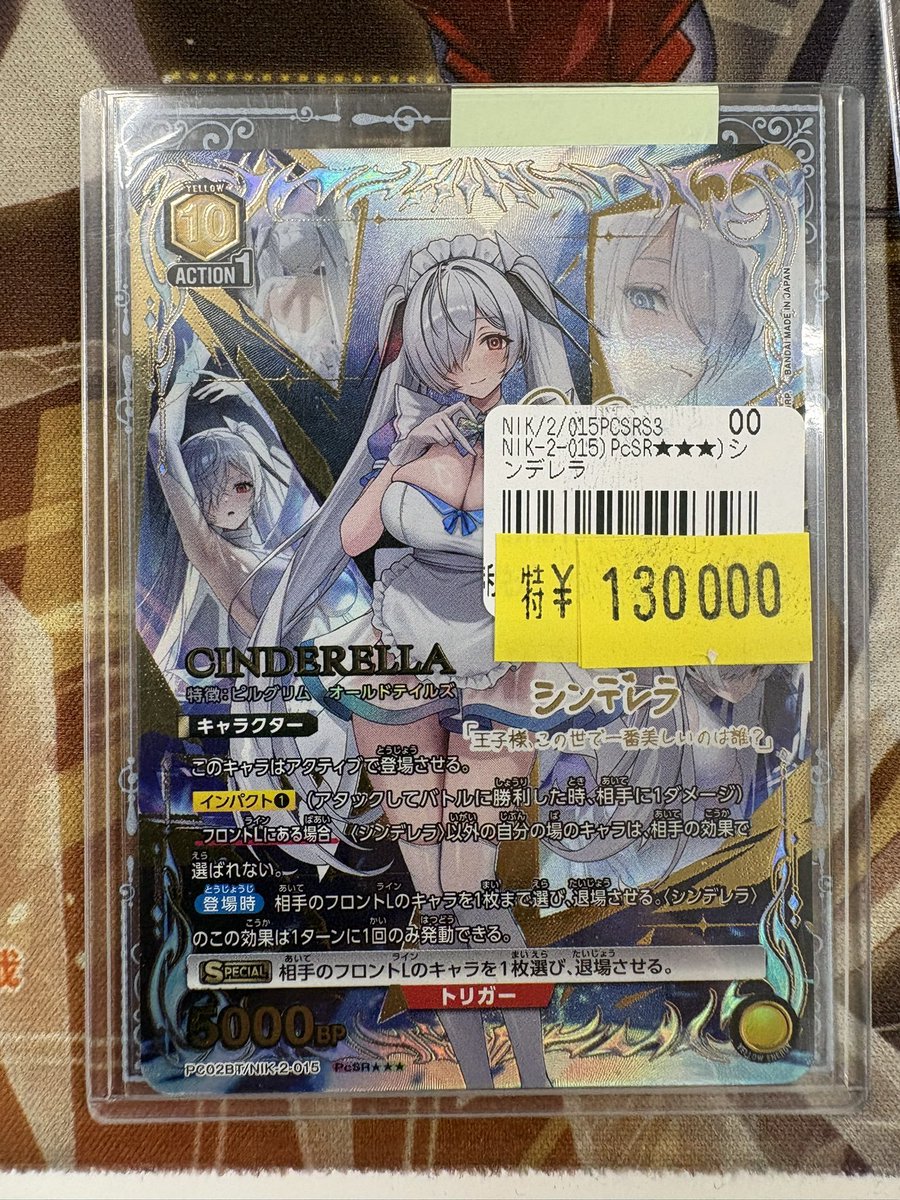 YELLOW
10
ACTION 1
BANDAI MADE IN JAPAN
NIK/2/015PCSRS3 00
NIK-2-015)PcSR★★★)シ
ンデレラ
特付¥ 130000
CINDERELLA
特徴:ピルグリム オールドテイルズ
シンデレラ
キャラクター
『王子様、この世で一番美しいのは誰?』
このキャラはアクティブで登場させる。
インパクト❶ (アタックしてバトルに勝利した時、相手に1ダメージ)
フロントLにある場合 〈シンデレラ〉以外の自分の場のキャラは、相手の効果で
選ばれない。
登場時 相手のフロントLのキャラを1枚まで選び、退場させる。〈シンデレラ〉
のこの効果は1ターンに1回のみ発動できる。
SPECIAL 相手のフロントLのキャラを1枚選び、退場させる。
トリガー
5000BP
PC02BT/NIK-2-015 PcSR★★★